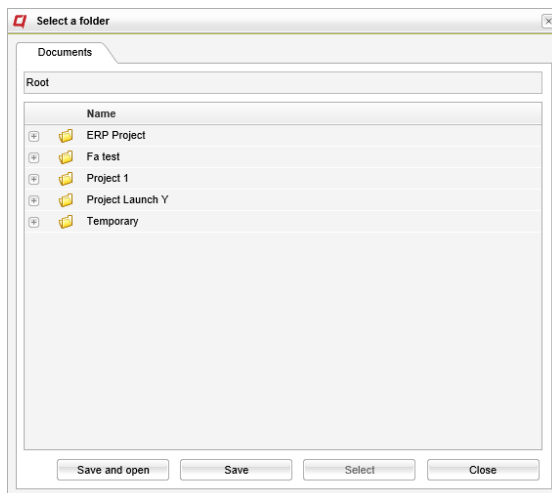 Select a folder
Documents
Root
Name
ERP Project
Fa test
Project 1
Project Launch Y
Temporary
Save and open Save Select Close